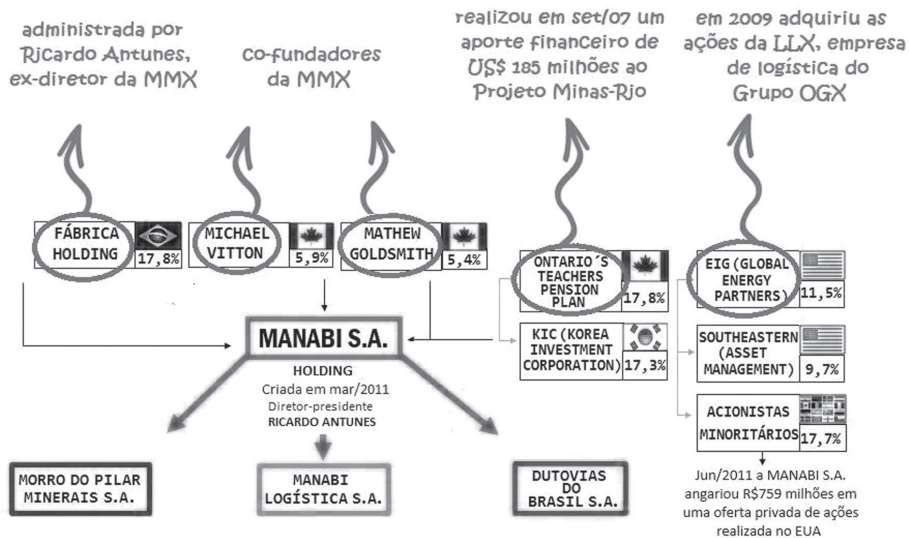 administrada por
Ricardo Antunes,
ex-diretor da MMX
co-fundadores
da MMX
realizou em set/07 um
aporte financeiro de
US$ 185 milhões ao
Projeto Minas-Rio
em 2009 adquiriu as
ações da LLX, empresa
de logística do
Grupo OGX
FÁBRICA
HOLDING
17,8%
MICHAEL
VITTON
5,9%
MATHEW
GOLDSMITH
5,4%
ONTARIO´S
TEACHERS
PENSION
PLAN
17,8%
EIG (GLOBAL
ENERGY
PARTNERS)
11,5%
KIC (KOREA
INVESTMENT
CORPORATION)
17,3%
SOUTHEASTERN
(ASSET
MANAGEMENT)
9,7%
ACIONISTAS
MINORITÁRIOS
17,7%
MANABI S.A.
HOLDING
Criada em mar/2011
Diretor-presidente
RICARDO ANTUNES
MORRO DO PILAR
MINERAIS S.A.
MANABI
LOGÍSTICA S.A.
DUTOVIAS
DO
BRASIL S.A.
Jun/2011 a MANABI S.A.
angariou R$759 milhões em
uma oferta privada de ações
realizada no EUA